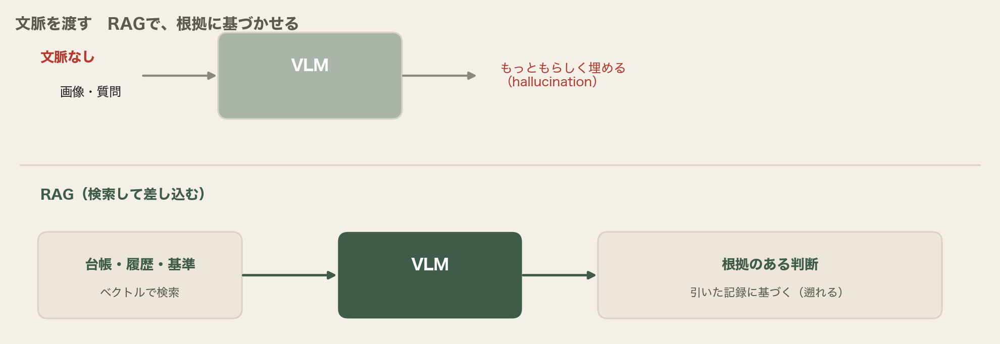 文脈を渡す　RAGで、根拠に基づかせる
文脈なし
画像・質問
VLM
もっともらしく埋める
（hallucination）
RAG（検索して差し込む）
台帳・履歴・基準
ベクトルで検索
VLM
根拠のある判断
引いた記録に基づく（遡れる）